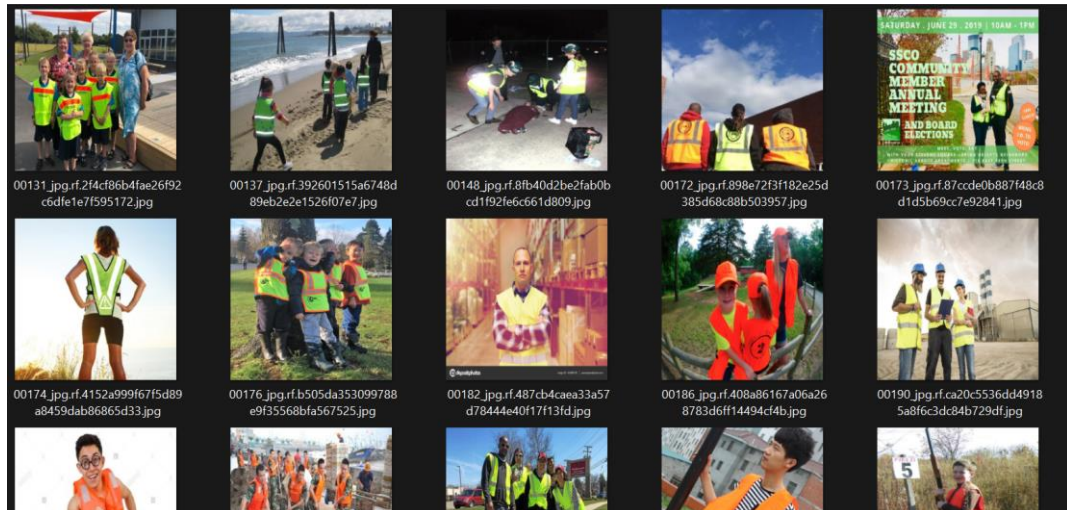 SATURDAY . JUNE 29 . 2019 | 10AM - 1PM
SSCO
COMMUNITY
MEMBER
ANNUAL
MEETING
AND BOARD
ELECTIONS
00131_jpg.rf.2f4cf86b4fae26f92
c6dfe1e7f595172.jpg
00137_jpg.rf.392601515a6748d
89eb2e2e1526f07e7.jpg
00148_jpg.rf.8fb40d2be2fab0b
cd1f92fe6c661d809.jpg
00172_jpg.rf.898e72f3f182e25d
385d68c88b503957.jpg
00173_jpg.rf.87ccde0b887f48c8
d1d5b69cc7e92841.jpg
00174_jpg.rf.4152a999f67f5d89
a8459dab86865d33.jpg
00176_jpg.rf.b505da353099788
e9f35568bfa567525.jpg
00182_jpg.rf.487cb4caea33a57
d78444e40f17f13fd.jpg
00186_jpg.rf.408a86167a06a26
8783d6ff14494cf4b.jpg
00190_jpg.rf.ca20c5536dd4918
5a8f6c3dc84b729df.jpg
5